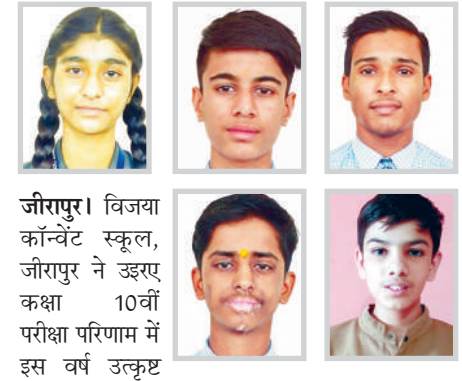 जीरापुर। विजया
कॉन्वेंट स्कूल,
जीरापुर ने उइरए
कक्षा 10वीं
परीक्षा परिणाम में
इस वर्ष उत्कृष्ट